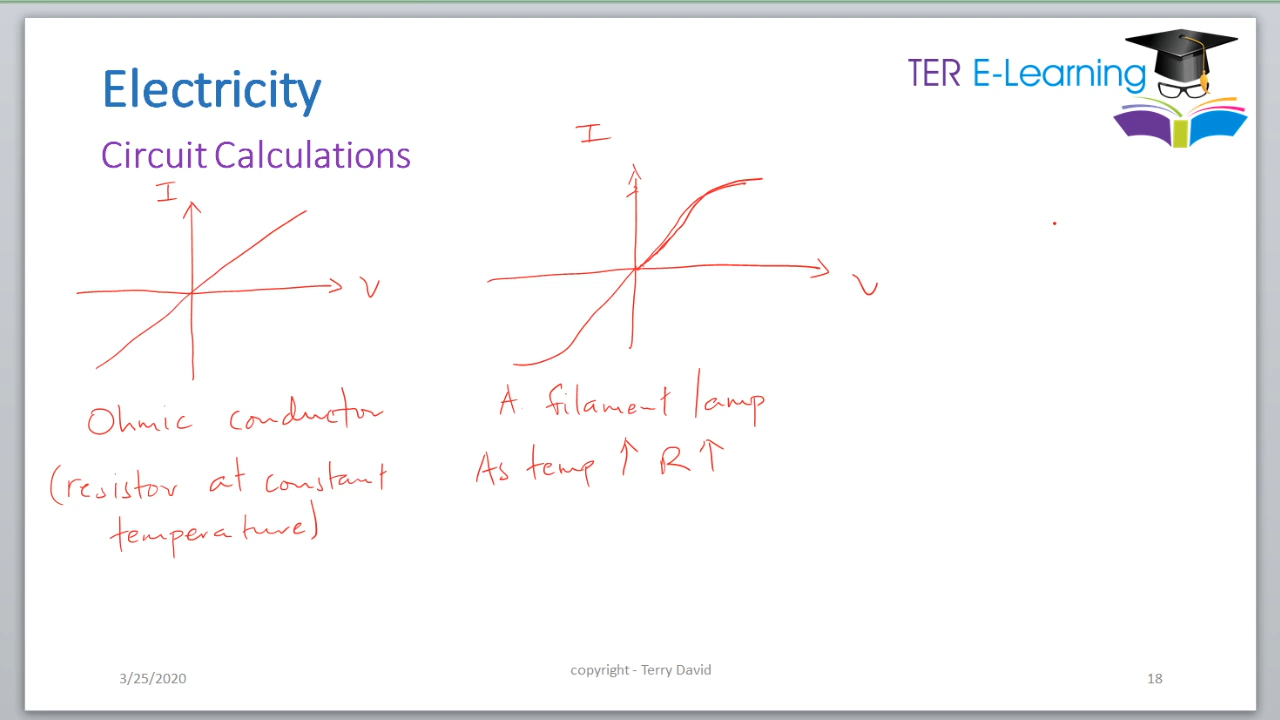 Electricity
TER E-Learning
Circuit Calculations
I
V
Ohmic conductor
(resistor at constant
temperature)
I
V
A. filament lamp
As temp ↑ R ↑
3/25/2020
copyright - Terry David
18